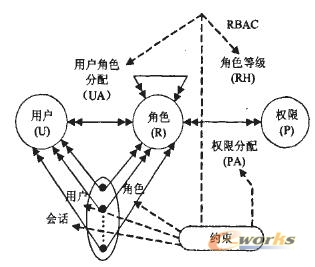 RBAC
用户角色
分配
(UA)
角色等级
(RH)
用户
(U)
角色
(R)
权限
(P)
权限分配
(PA)
用户
角色
会话
约束
works